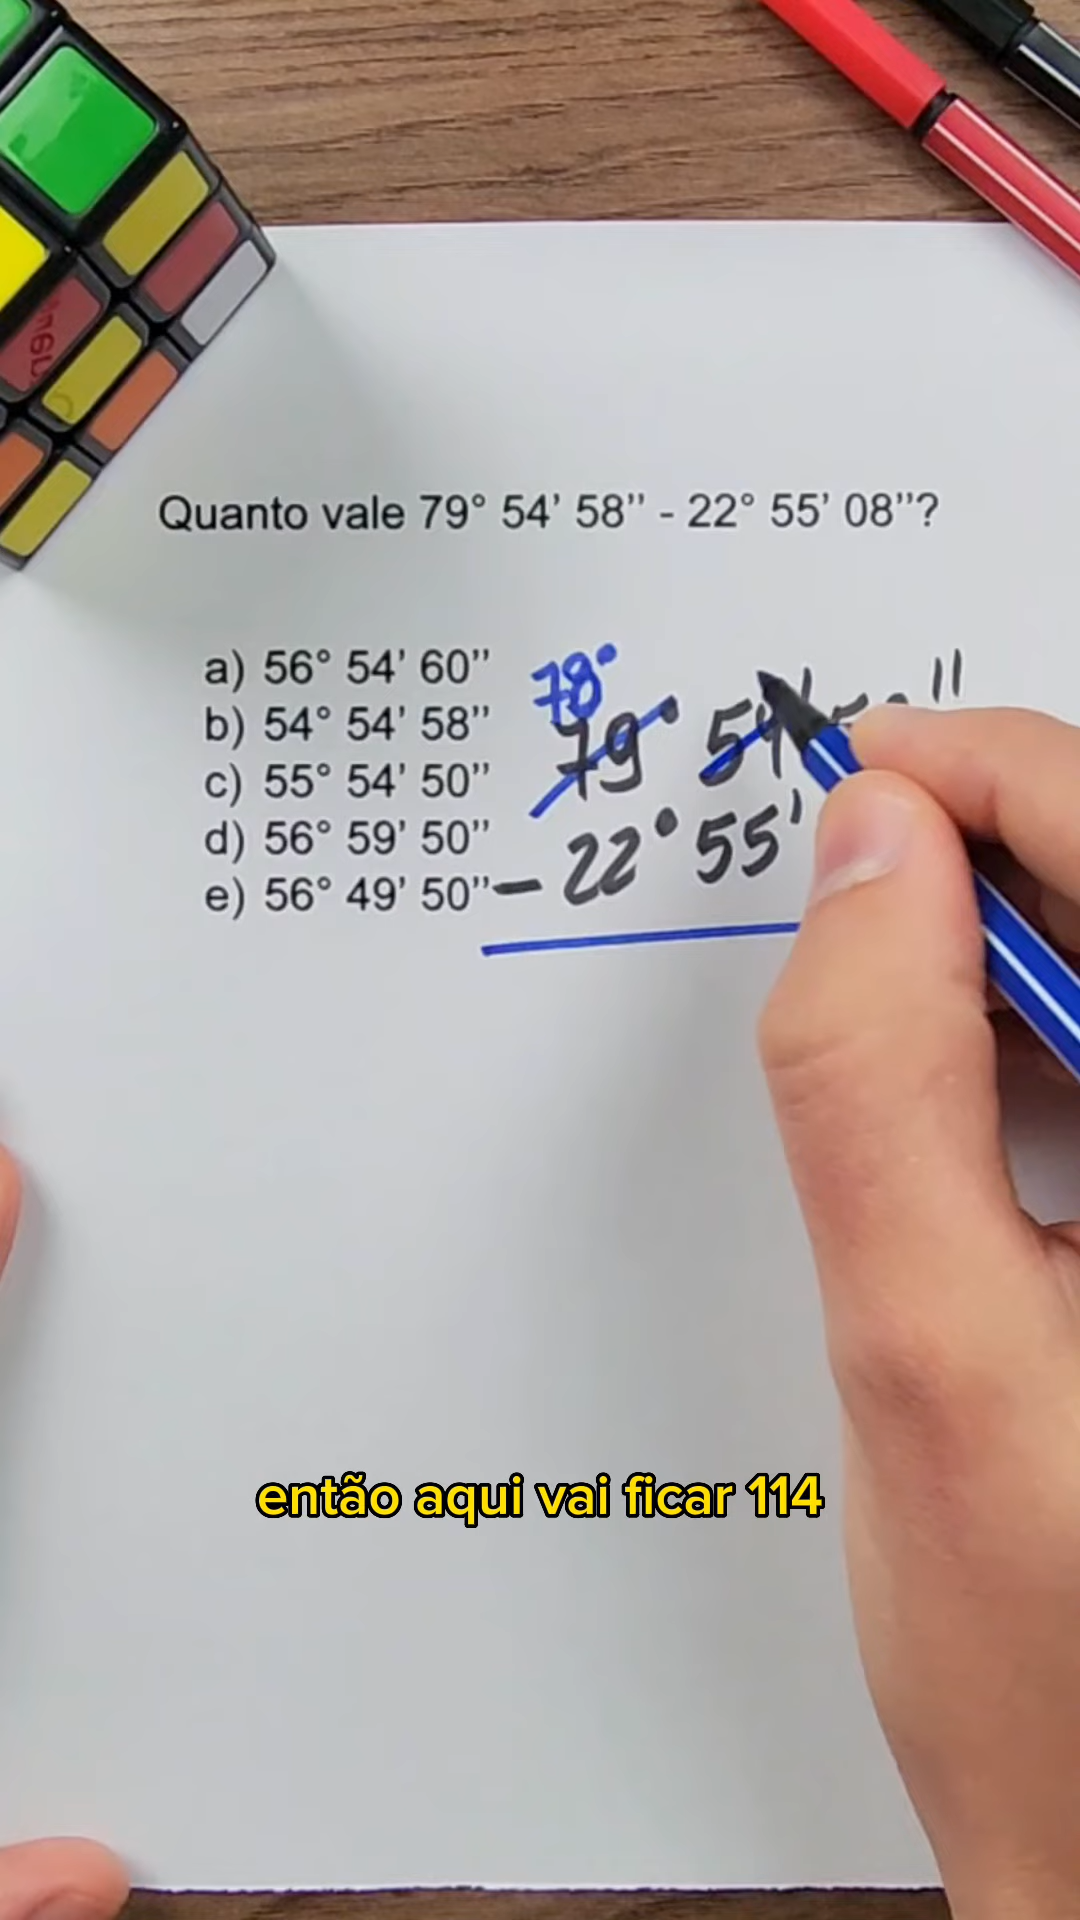 Quanto vale 79° 54’ 58” - 22° 55’ 08”?
a) 56° 54’ 60”
b) 54° 54’ 58”
c) 55° 54’ 50”
d) 56° 59’ 50”
e) 56° 49’ 50”
78°
79° 54' "
- 22° 55'
então aqui vai ficar 114